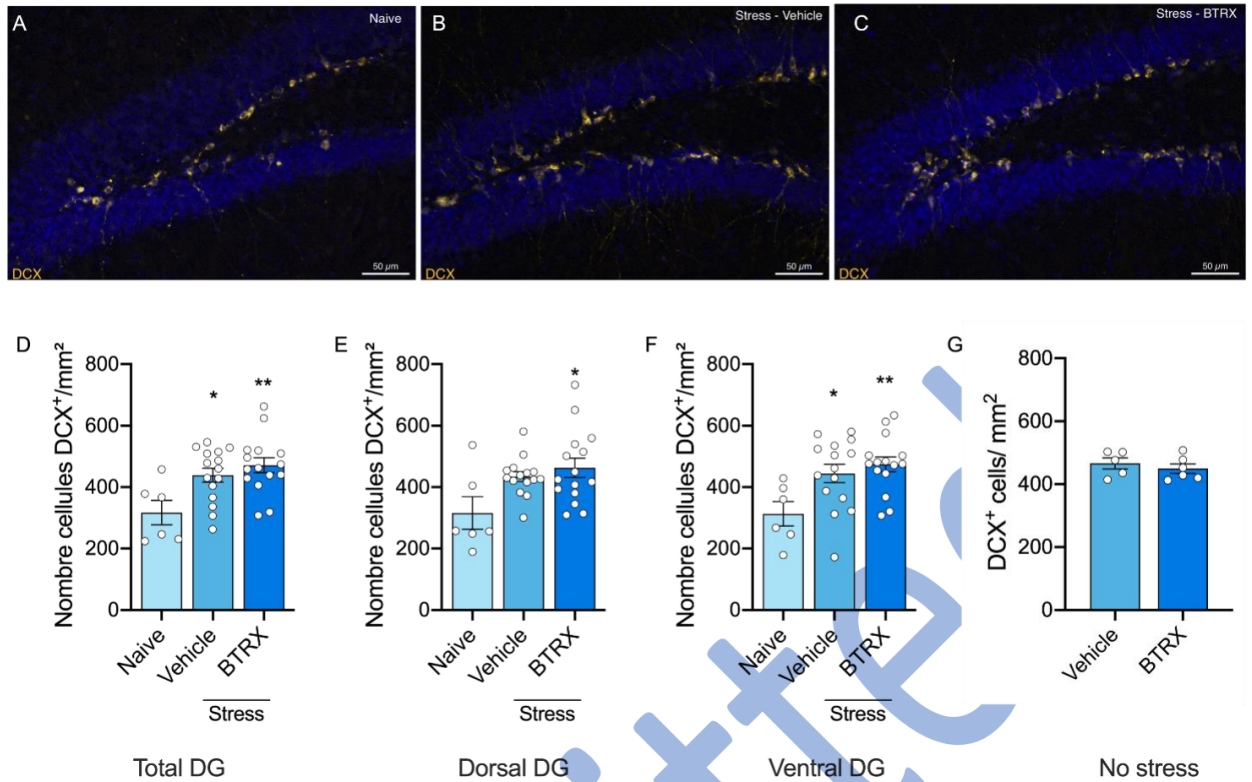 A
Naive
DCX
50 µm
B
Stress - Vehicle
DCX
50 µm
C
Stress - BTRX
DCX
50 µm
D
Nombre cellules DCX⁺/mm²
800
600
400
200
0
*
**
Naive
Vehicle
BTRX
Stress
Total DG
E
Nombre cellules DCX⁺/mm²
800
600
400
200
0
*
Naive
Vehicle
BTRX
Stress
Dorsal DG
F
Nombre cellules DCX⁺/mm²
800
600
400
200
0
*
**
Naive
Vehicle
BTRX
Stress
Ventral DG
G
DCX⁺ cells/ mm²
800
600
400
200
0
Vehicle
BTRX
No stress